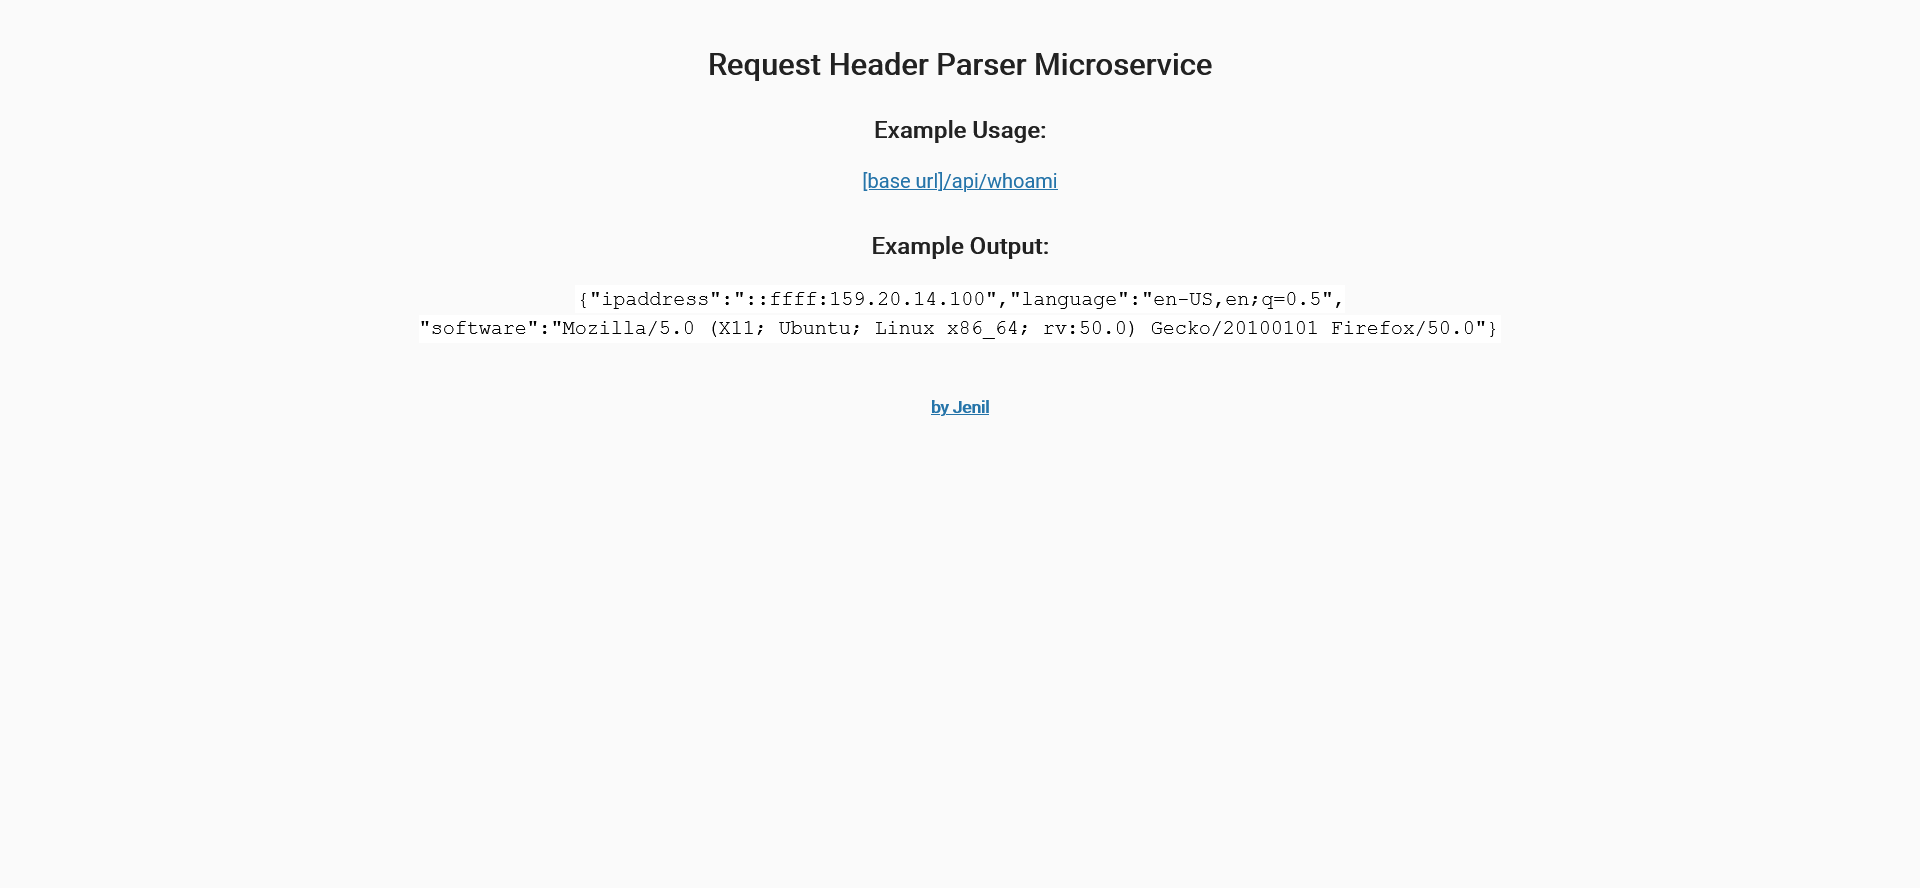 Request Header Parser Microservice
Example Usage:
[base url]/api/whoami
Example Output:
{"ipaddress":"::ffff:159.20.14.100","language":"en-US,en;q=0.5",
"software":"Mozilla/5.0 (X11; Ubuntu; Linux x86_64; rv:50.0) Gecko/20100101 Firefox/50.0"}
by Jenil